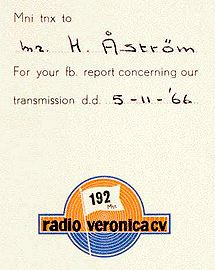 Mni tnx to
mr. H. Åström
For your fb. report concerning our
transmission d.d. 5-11-'66
192
Mtr
radio veronica cv